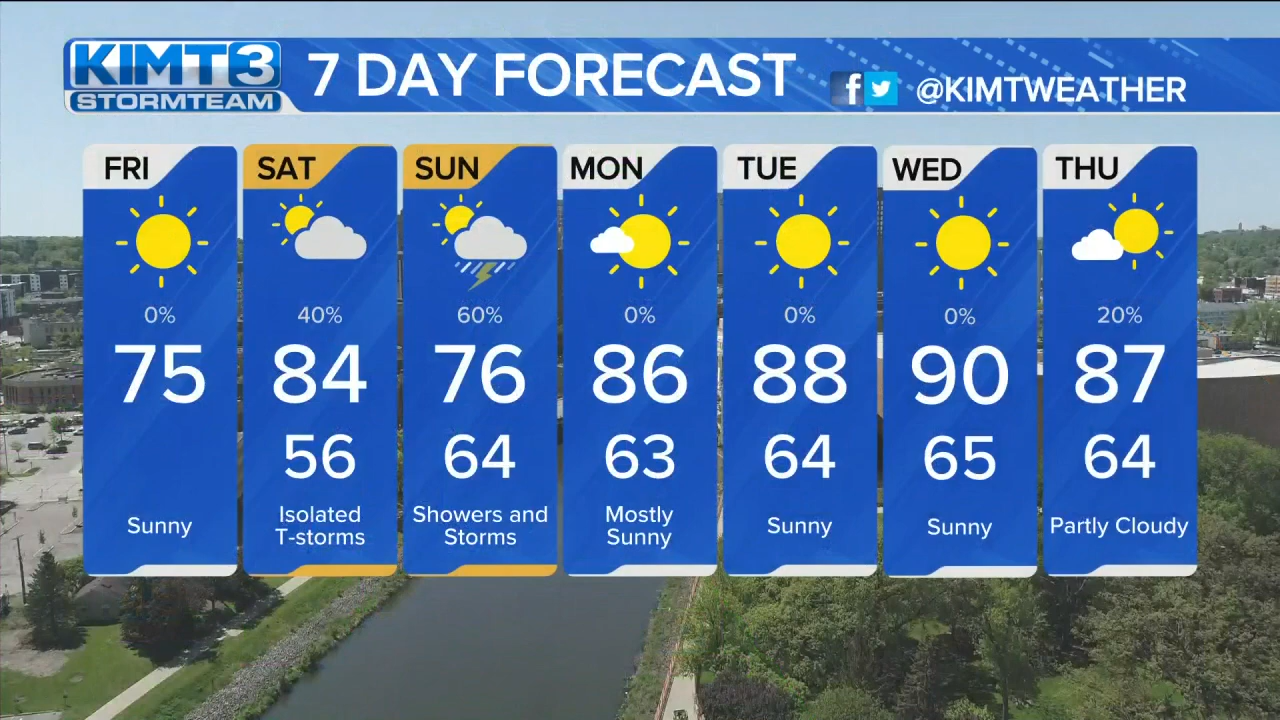 KIMT 3
STORMTEAM
7 DAY FORECAST
f
@KIMTWEATHER
FRI
0%
75
Sunny
SAT
40%
84
56
Isolated
T-storms
SUN
60%
76
64
Showers and
Storms
MON
0%
86
63
Mostly
Sunny
TUE
0%
88
64
Sunny
WED
0%
90
65
Sunny
THU
20%
87
64
Partly Cloudy